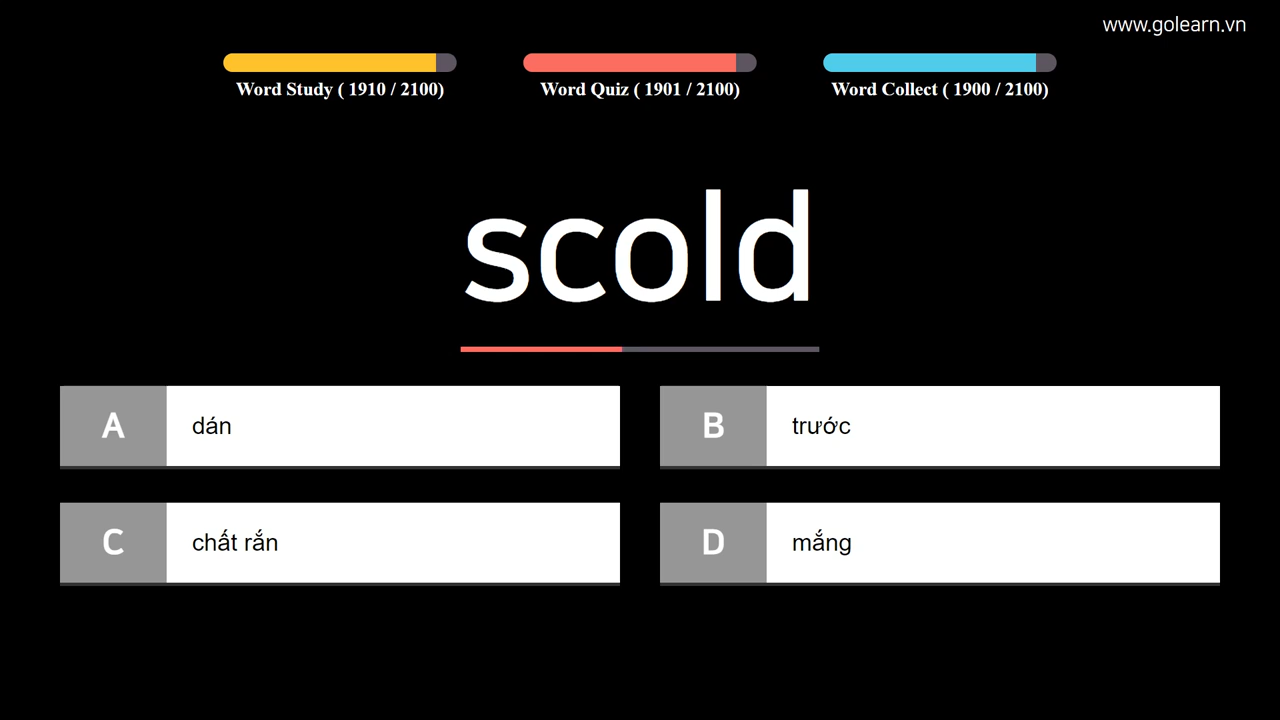 www.golearn.vn
Word Study ( 1910 / 2100)
Word Quiz ( 1901 / 2100)
Word Collect ( 1900 / 2100)
scold
A dán
B trước
C chất rắn
D mắng